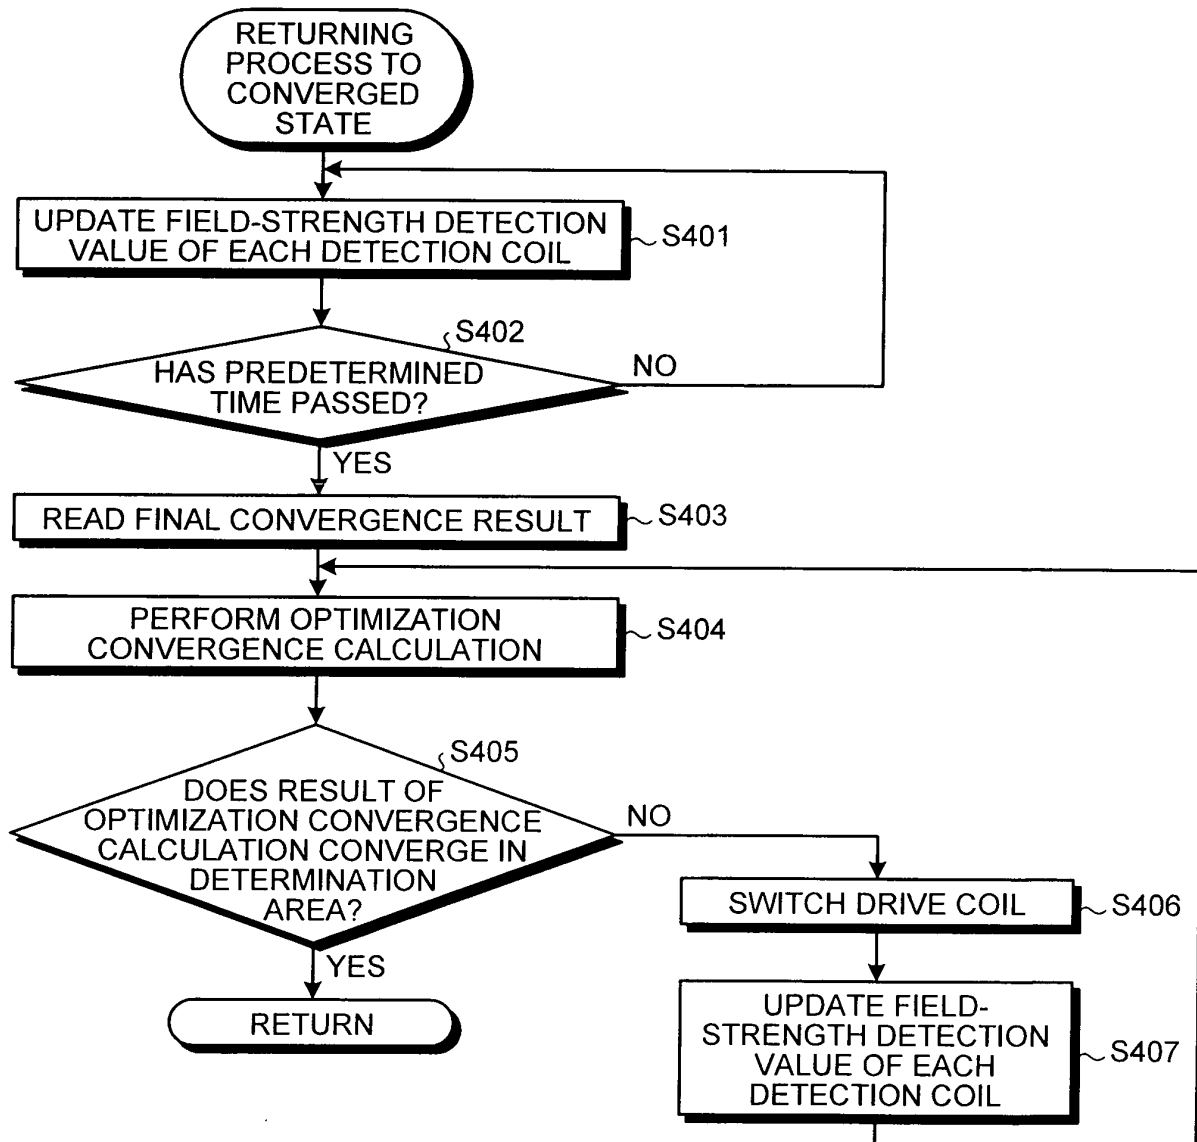 RETURNING
PROCESS TO
CONVERGED
STATE
UPDATE FIELD-STRENGTH DETECTION
VALUE OF EACH DETECTION COIL
S401
S402
HAS PREDETERMINED
TIME PASSED?
NO
YES
READ FINAL CONVERGENCE RESULT
S403
PERFORM OPTIMIZATION
CONVERGENCE CALCULATION
S404
S405
DOES RESULT OF
OPTIMIZATION CONVERGENCE
CALCULATION CONVERGE IN
DETERMINATION
AREA?
NO
YES
RETURN
SWITCH DRIVE COIL
S406
UPDATE FIELD-
STRENGTH DETECTION
VALUE OF EACH
DETECTION COIL
S407